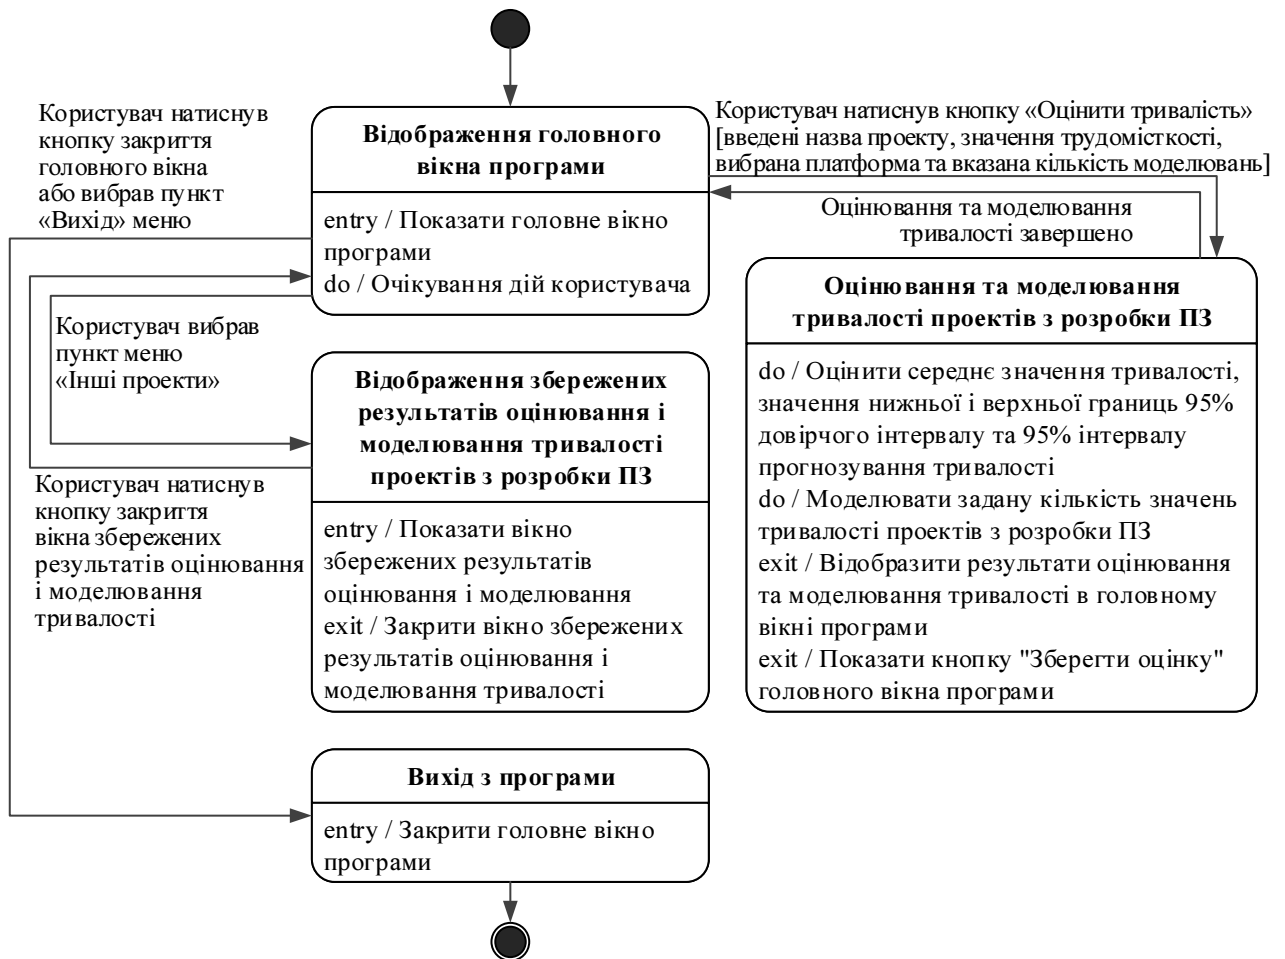 Користувач натиснув
кнопку закриття
головного вікна
або вибрав пункт
«Вихід» меню
Відображення головного
вікна програми
entry / Показати головне вікно
програми
do / Очікування дій користувача
Користувач натиснув кнопку «Оцінити тривалість»
[введені назва проекту, значення трудомісткості,
вибрана платформа та вказана кількість моделювань]
Оцінювання та моделювання
тривалості завершено
Оцінювання та моделювання
тривалості проектів з розробки ПЗ
do / Оцінити середнє значення тривалості,
значення нижньої і верхньої границь 95%
довірчого інтервалу та 95% інтервалу
прогнозування тривалості
do / Моделювати задану кількість значень
тривалості проектів з розробки ПЗ
exit / Відобразити результати оцінювання
та моделювання тривалості в головному
вікні програми
exit / Показати кнопку "Зберегти оцінку"
головного вікна програми
Користувач вибрав
пункт меню
«Інші проекти»
Відображення збережених
результатів оцінювання і
моделювання тривалості
проектів з розробки ПЗ
entry / Показати вікно
збережених результатів
оцінювання і моделювання
exit / Закрити вікно збережених
результатів оцінювання і
моделювання тривалості
Користувач натиснув
кнопку закриття
вікна збережених
результатів оцінювання
і моделювання
тривалості
Вихід з програми
entry / Закрити головне вікно
програми